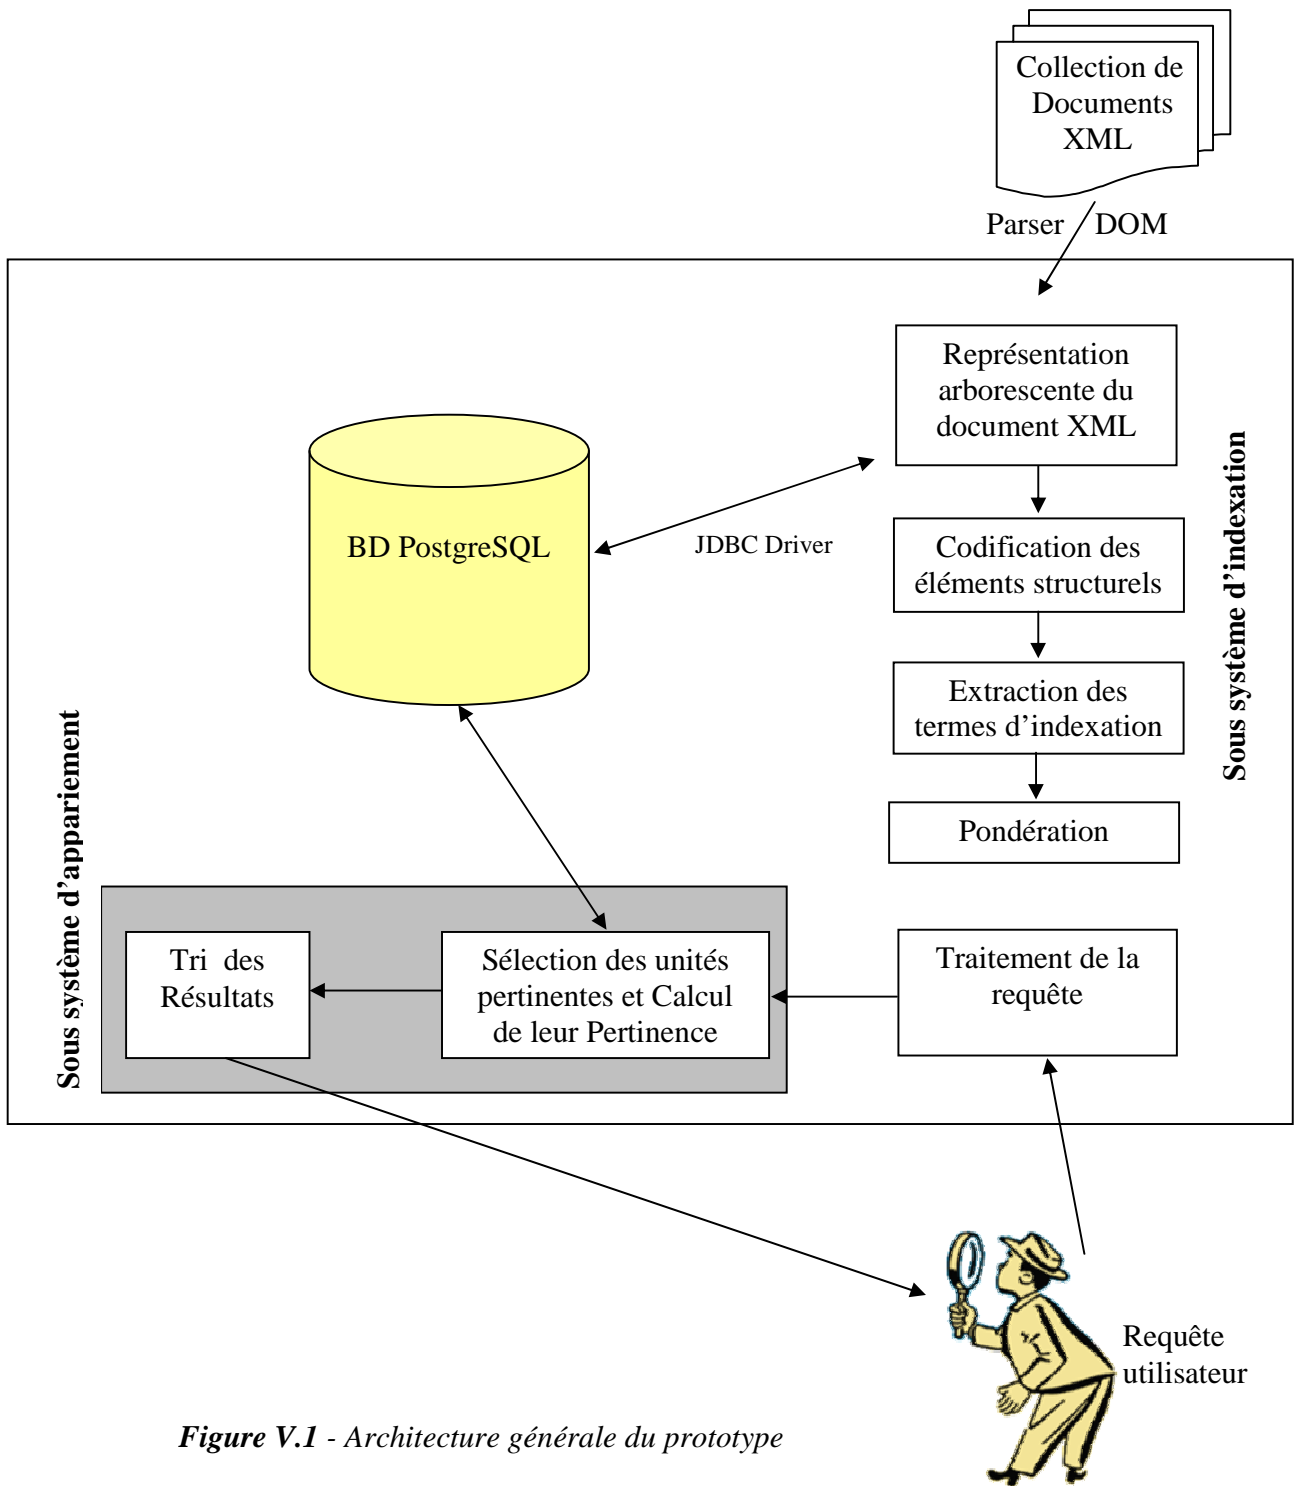 Collection de
Documents
XML
Parser
DOM
Représentation
arborescente du
document XML
BD PostgreSQL
JDBC Driver
Codification des
éléments structurels
Sous système d’indexation
Extraction des
termes d’indexation
Pondération
Sous système d’appariement
Tri des
Résultats
Sélection des unités
pertinentes et Calcul
de leur Pertinence
Traitement de la
requête
Requête
utilisateur
Figure V.1 - Architecture générale du prototype